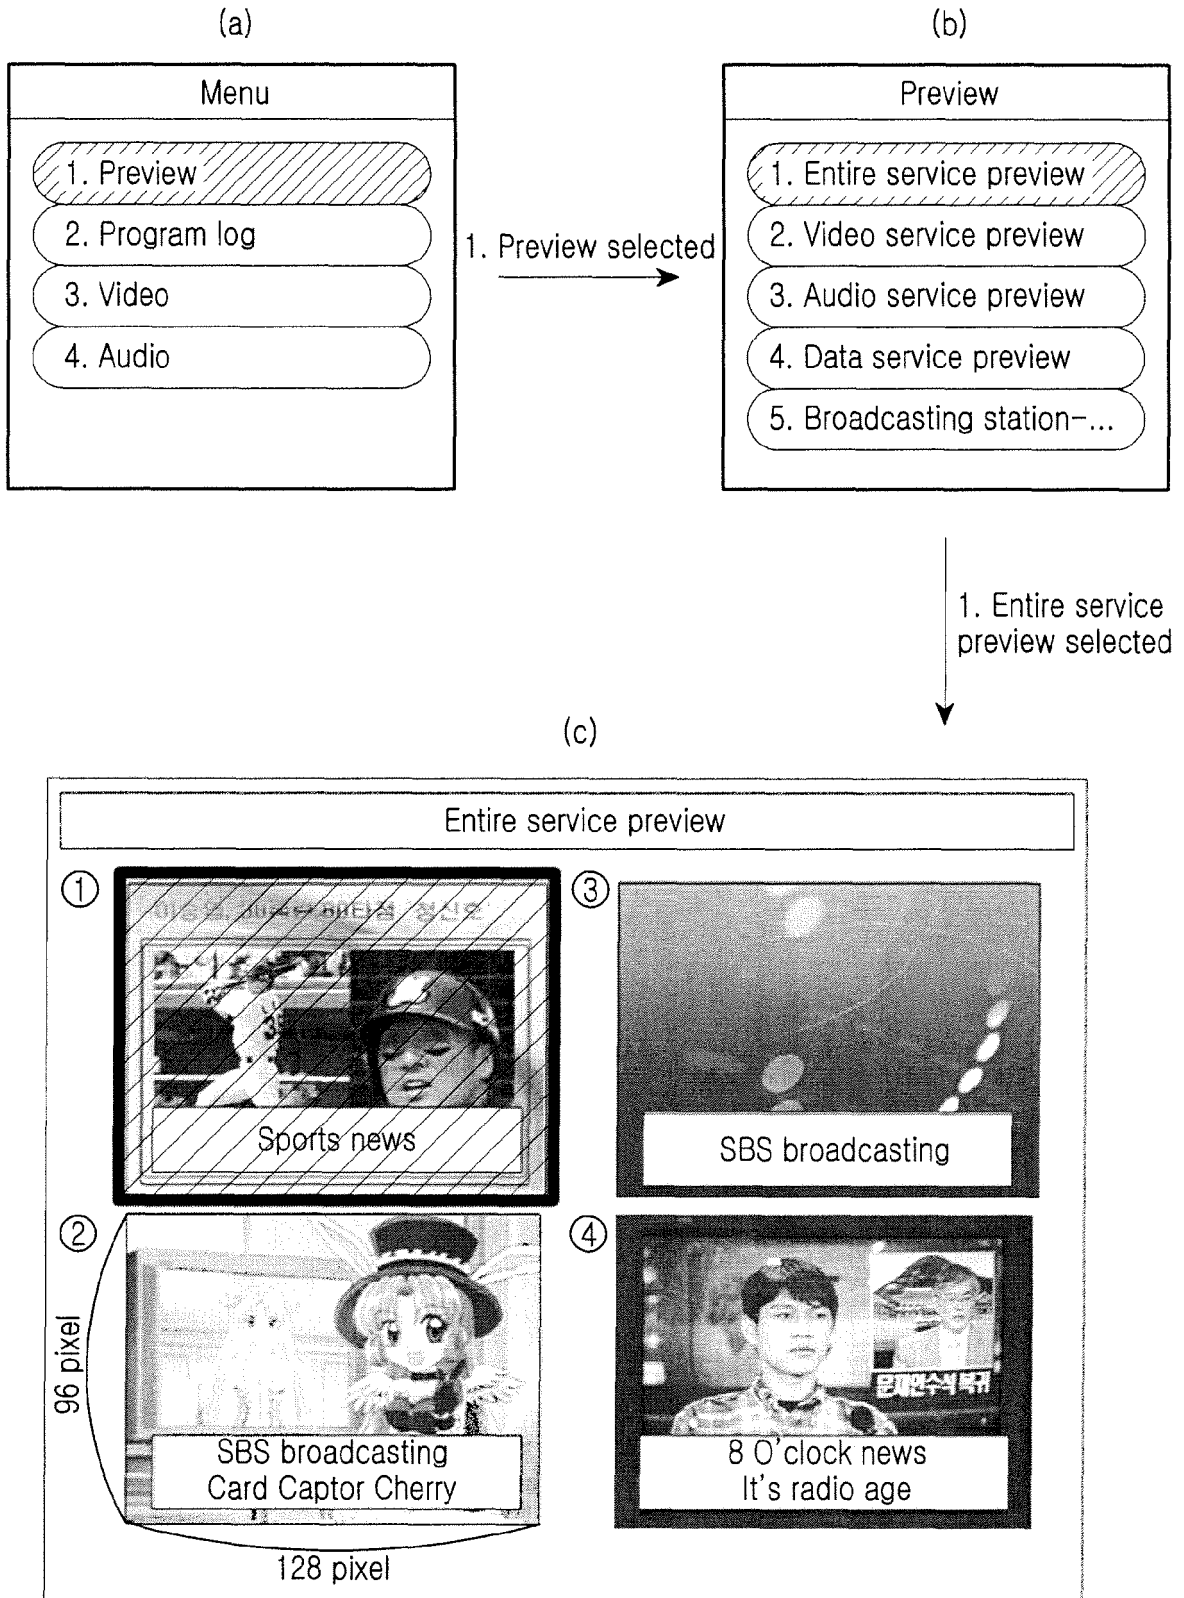 (a)
Menu
1. Preview
2. Program log
3. Video
4. Audio
1. Preview selected
(b)
Preview
1. Entire service preview
2. Video service preview
3. Audio service preview
4. Data service preview
5. Broadcasting station-...
1. Entire service
preview selected
(c)
Entire service preview
①
Sports news
③
SBS broadcasting
②
SBS broadcasting
Card Captor Cherry
96 pixel
128 pixel
④
8 O'clock news
It's radio age